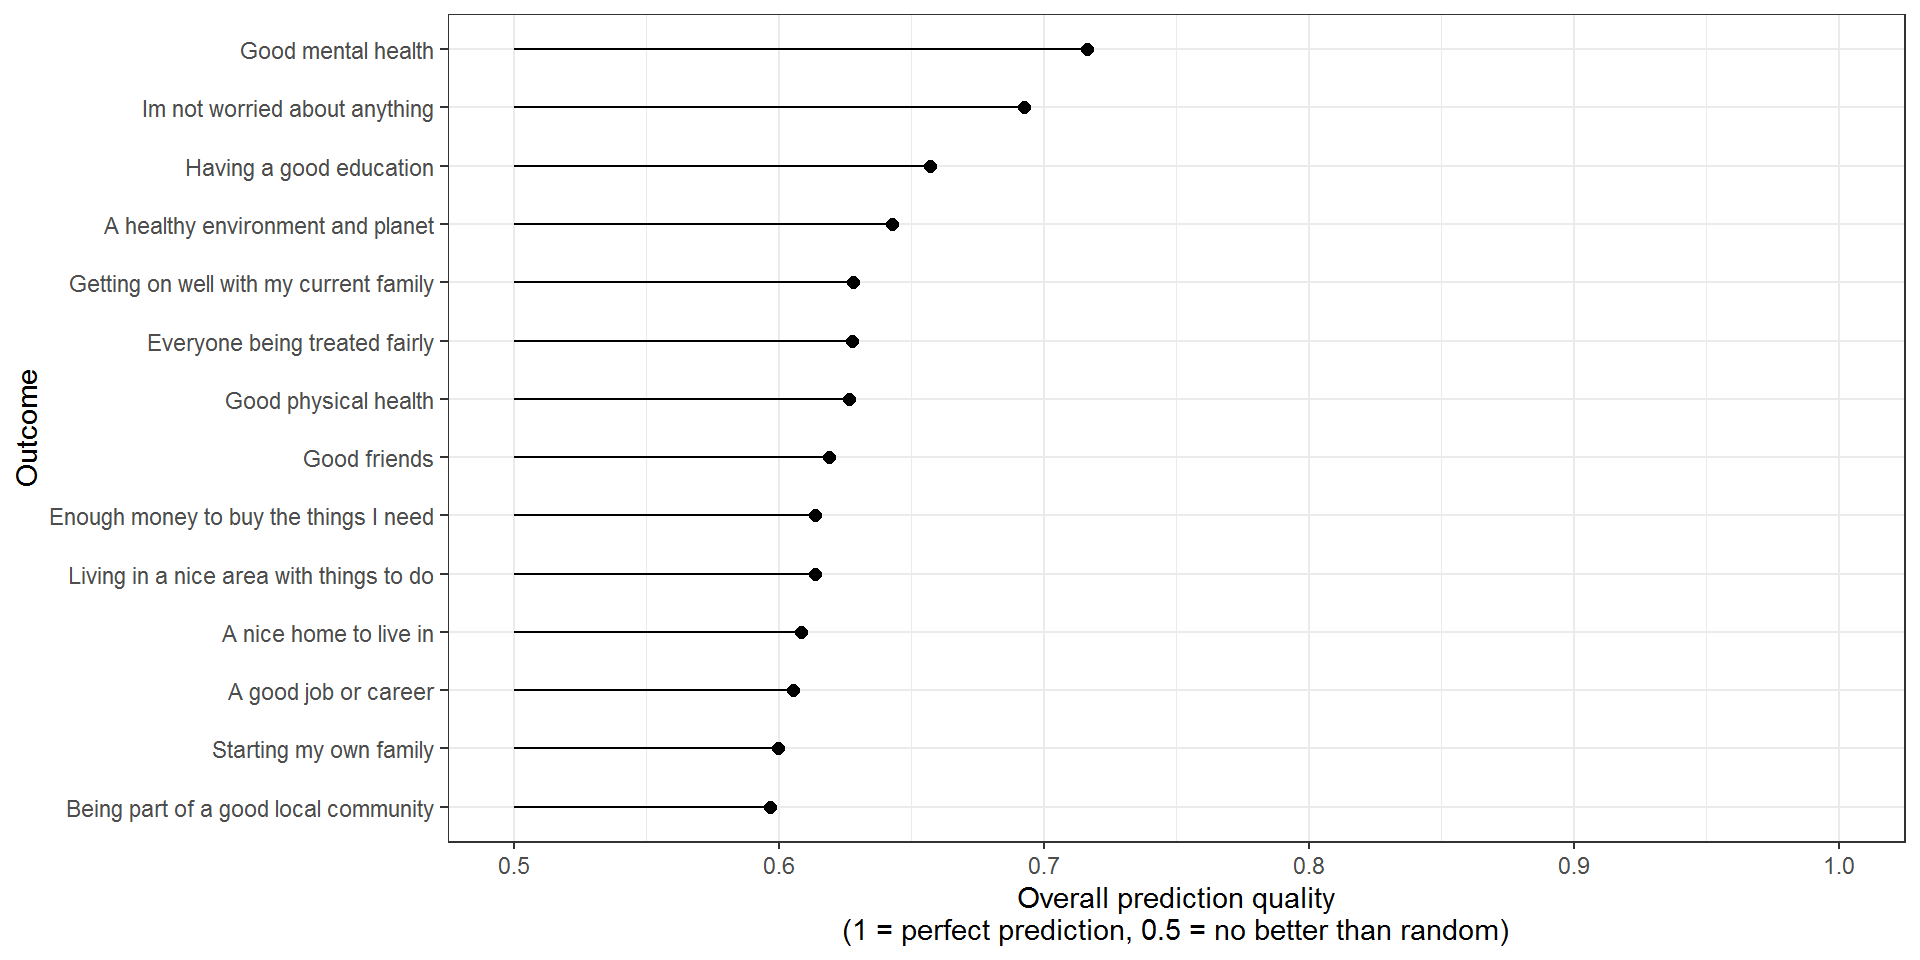 Good mental health
Im not worried about anything
Having a good education
A healthy environment and planet
Getting on well with my current family
Everyone being treated fairly
Good physical health
Good friends
Enough money to buy the things I need
Living in a nice area with things to do
A nice home to live in
A good job or career
Starting my own family
Being part of a good local community
Outcome
0.5 0.6 0.7 0.8 0.9 1.0
Overall prediction quality
(1 = perfect prediction, 0.5 = no better than random)